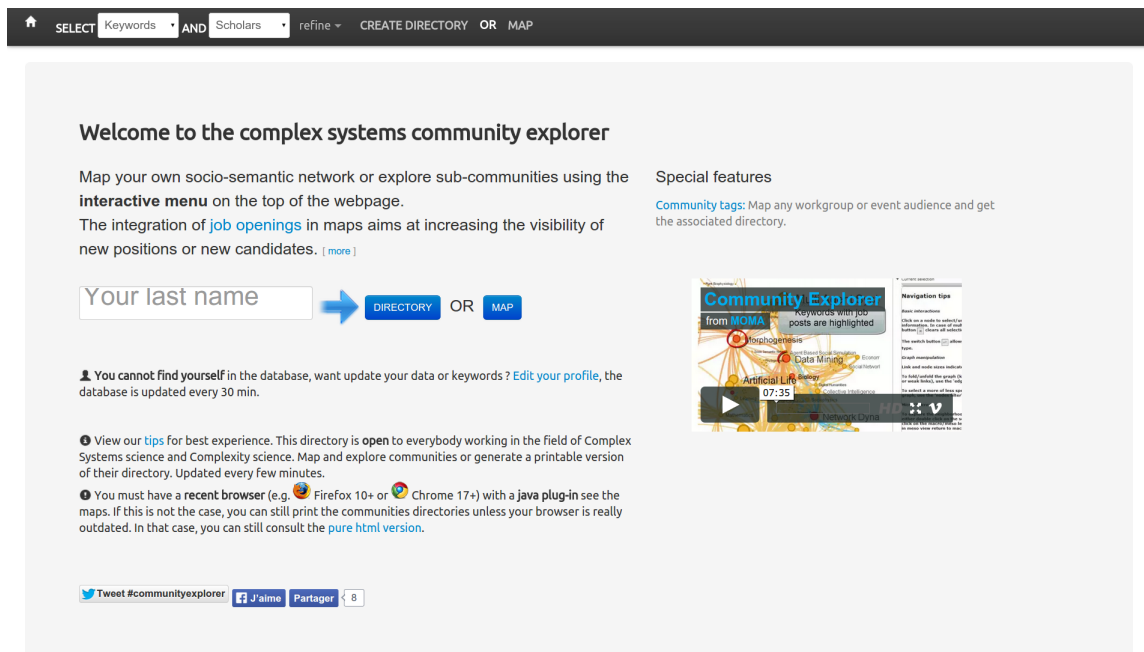 SELECT Keywords AND Scholars refine CREATE DIRECTORY OR MAP
Welcome to the complex systems community explorer
Map your own socio-semantic network or explore sub-communities using the
interactive menu on the top of the webpage.
The integration of job openings in maps aims at increasing the visibility of
new positions or new candidates. [ more ]
Your last name
DIRECTORY OR MAP
You cannot find yourself in the database, want update your data or keywords ? Edit your profile, the
database is updated every 30 min.
View our tips for best experience. This directory is open to everybody working in the field of Complex
Systems science and Complexity science. Map and explore communities or generate a printable version
of their directory. Updated every few minutes.
You must have a recent browser (e.g. Firefox 10+ or Chrome 17+) with a java plug-in see the
maps. If this is not the case, you can still print the communities directories unless your browser is really
outdated. In that case, you can still consult the pure html version.
Tweet #communityexplorer J'aime Partager 8
Special features
Community tags: Map any workgroup or event audience and get
the associated directory.
Community Explorer
from MOMA
Keywords with job
posts are highlighted
Morphogenesis
Data Mining
Biology
Artificial Life
Collective Intelligence
07:35
HD
Network Dyna
Navigation tips
Basic interactions
Graph manipulation